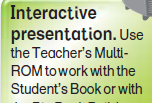 Interactive
presentation. Use
the Teacher's Multi-
ROM to work with the
Student's Book or with